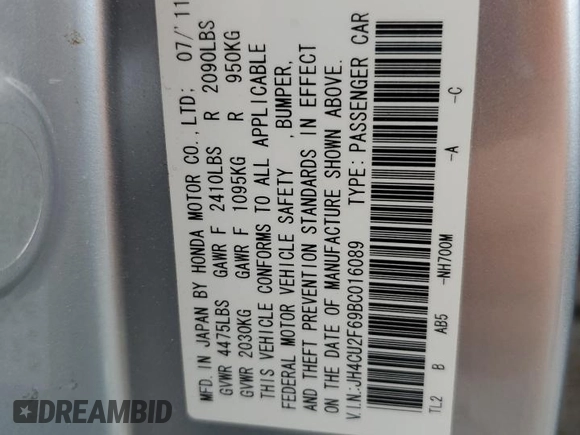 MFD. IN JAPAN BY HONDA MOTOR CO., LTD; 07/'11
GVWR 4475LBS GAWR F 2410LBS R 2090LBS
GVWR 2030KG GAWR F 1095KG R 950KG
THIS VEHICLE CONFORMS TO ALL APPLICABLE
FEDERAL MOTOR VEHICLE SAFETY , BUMPER,
AND THEFT PREVENTION STANDARDS IN EFFECT
ON THE DATE OF MANUFACTURE SHOWN ABOVE.
V.I.N:JH4CU2F69BC016089 TYPE: PASSENGER CAR
TL2 B AB5 -NH700M -A -C
DREAMBID